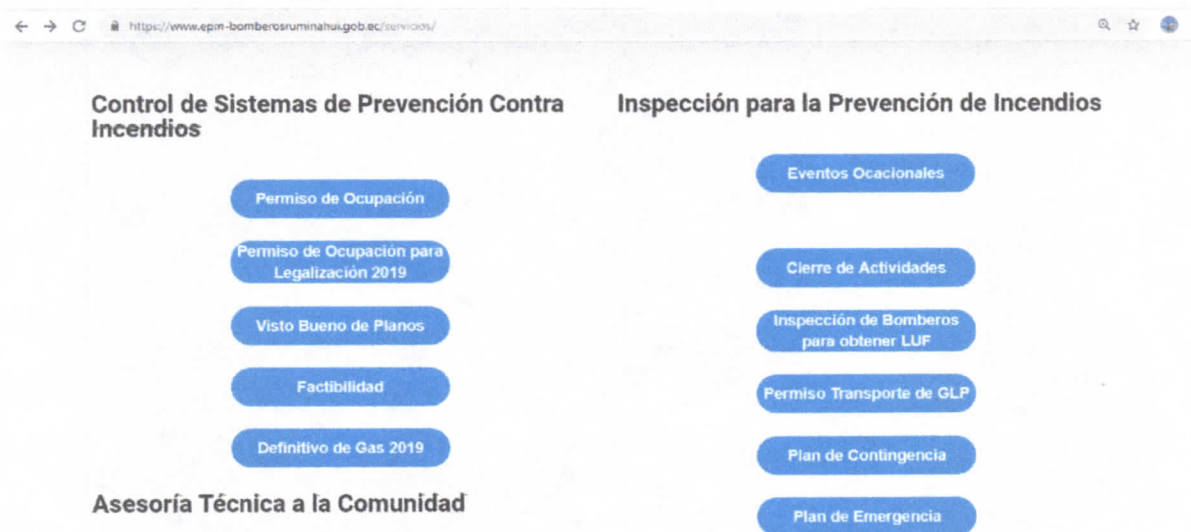 https://www.epm-bomberosruminahui.gob.ec/servicios/
Control de Sistemas de Prevención Contra
Incendios
Permiso de Ocupación
Permiso de Ocupación para
Legalización 2019
Visto Bueno de Planos
Factibilidad
Definitivo de Gas 2019
Asesoría Técnica a la Comunidad
Inspección para la Prevención de Incendios
Eventos Ocacionales
Cierre de Actividades
Inspección de Bomberos
para obtener LUF
Permiso Transporte de GLP
Plan de Contingencia
Plan de Emergencia